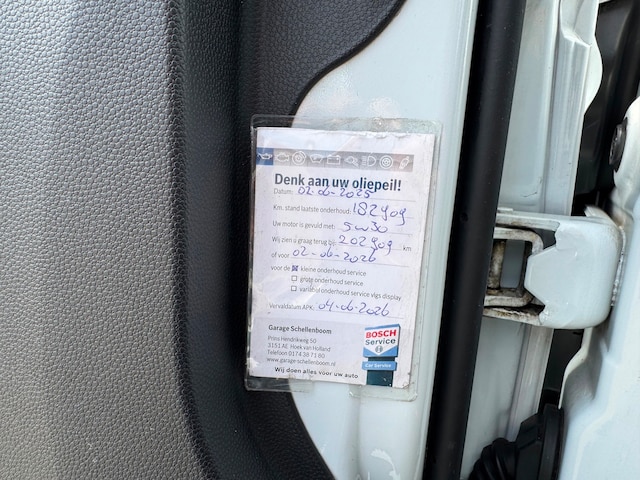 Denk aan uw oliepeil!
Datum: 02-06-2025
Km. stand laatste onderhoud: 182909
Uw motor is gevuld met: 5w30
Wij zien u graag terug bij: 202909 km
of voor 02-06-2026
voor de kleine onderhoud service
grote onderhoud service
variabel onderhoud service vlgs display
Vervaldatum APK: 04-06-2026
Garage Schellenboom
Prins Hendrikweg 50
3151 AE Hoek van Holland
Telefoon 0174 38 71 80
www.garage-schellenboom.nl
Wij doen alles voor uw auto
BOSCH
Service
Car Service